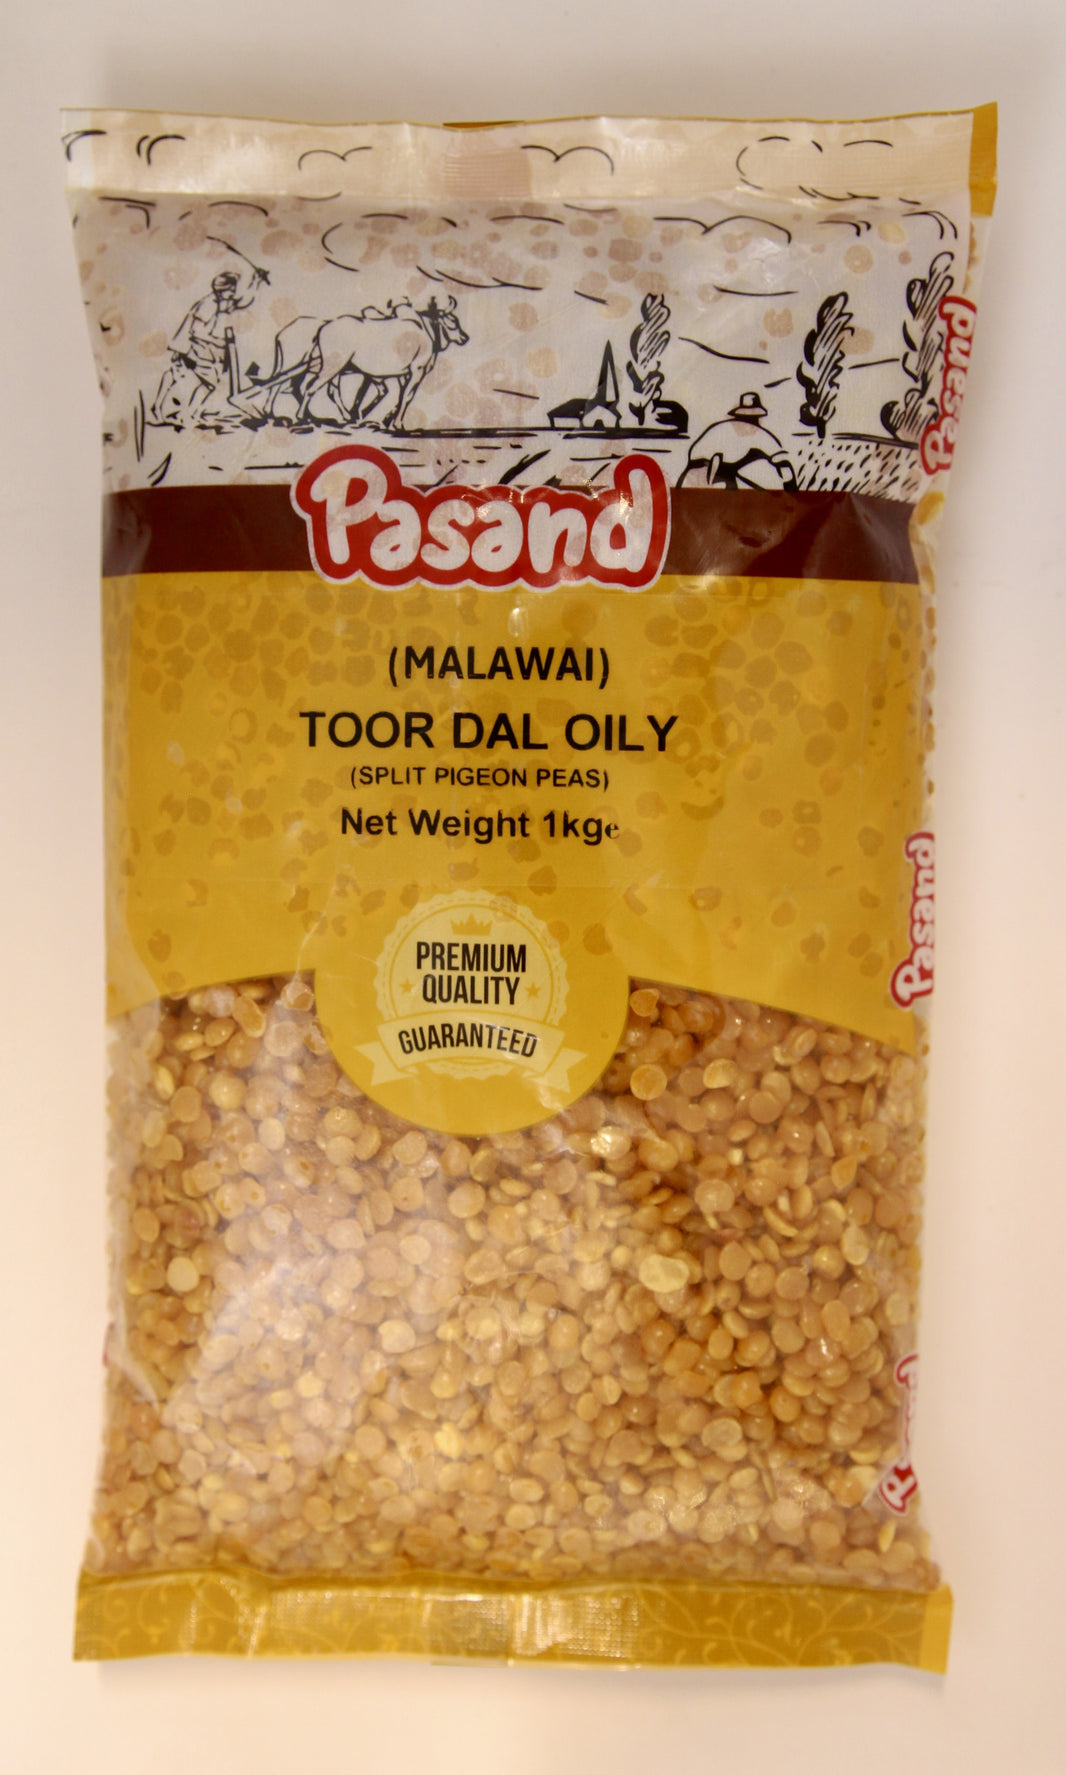 Pasand
(MALAWAI)
TOOR DAL OILY
(SPLIT PIGEON PEAS)
Net Weight 1kge
PREMIUM
QUALITY
GUARANTEED
Pasand
Pasand